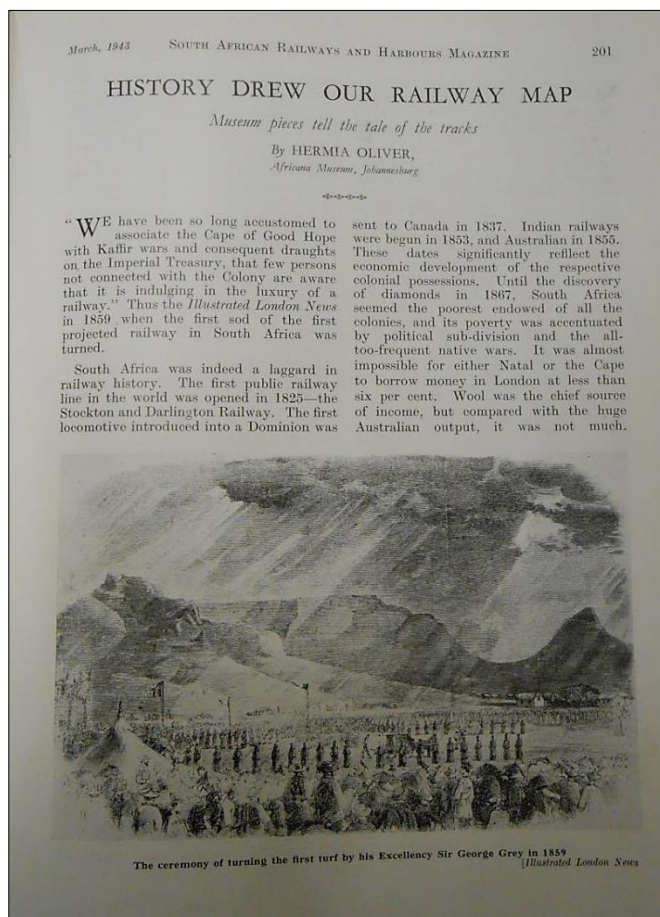 March, 1943 SOUTH AFRICAN RAILWAYS AND HARBOURS MAGAZINE 201
HISTORY DREW OUR RAILWAY MAP
Museum pieces tell the tale of the tracks
By HERMIA OLIVER,
Africana Museum, Johannesburg
"WE have been so long accustomed to
associate the Cape of Good Hope
with Kaffir wars and consequent draughts
on the Imperial Treasury, that few persons
not connected with the Colony are aware
that it is indulging in the luxury of a
railway." Thus the Illustrated London News
in 1859 when the first sod of the first
projected railway in South Africa was
turned.
South Africa was indeed a laggard in
railway history. The first public railway
line in the world was opened in 1825—the
Stockton and Darlington Railway. The first
locomotive introduced into a Dominion was
sent to Canada in 1837. Indian railways
were begun in 1853, and Australian in 1855.
These dates significantly reflect the
economic development of the respective
colonial possessions. Until the discovery
of diamonds in 1867, South Africa
seemed the poorest endowed of all the
colonies, and its poverty was accentuated
by political sub-division and the all-
too-frequent native wars. It was almost
impossible for either Natal or the Cape
to borrow money in London at less than
six per cent. Wool was the chief source
of income, but compared with the huge
Australian output, it was not much.
The ceremony of turning the first turf by his Excellency Sir George Grey in 1859
[Illustrated London News